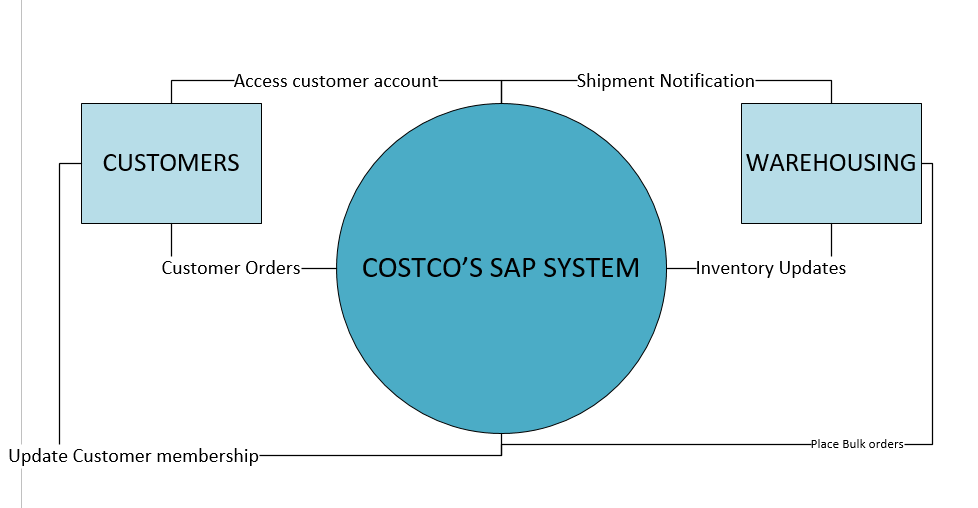 Access customer account
Shipment Notification
CUSTOMERS
WAREHOUSING
Customer Orders
COSTCO’S SAP SYSTEM
Inventory Updates
Place Bulk orders
Update Customer membership